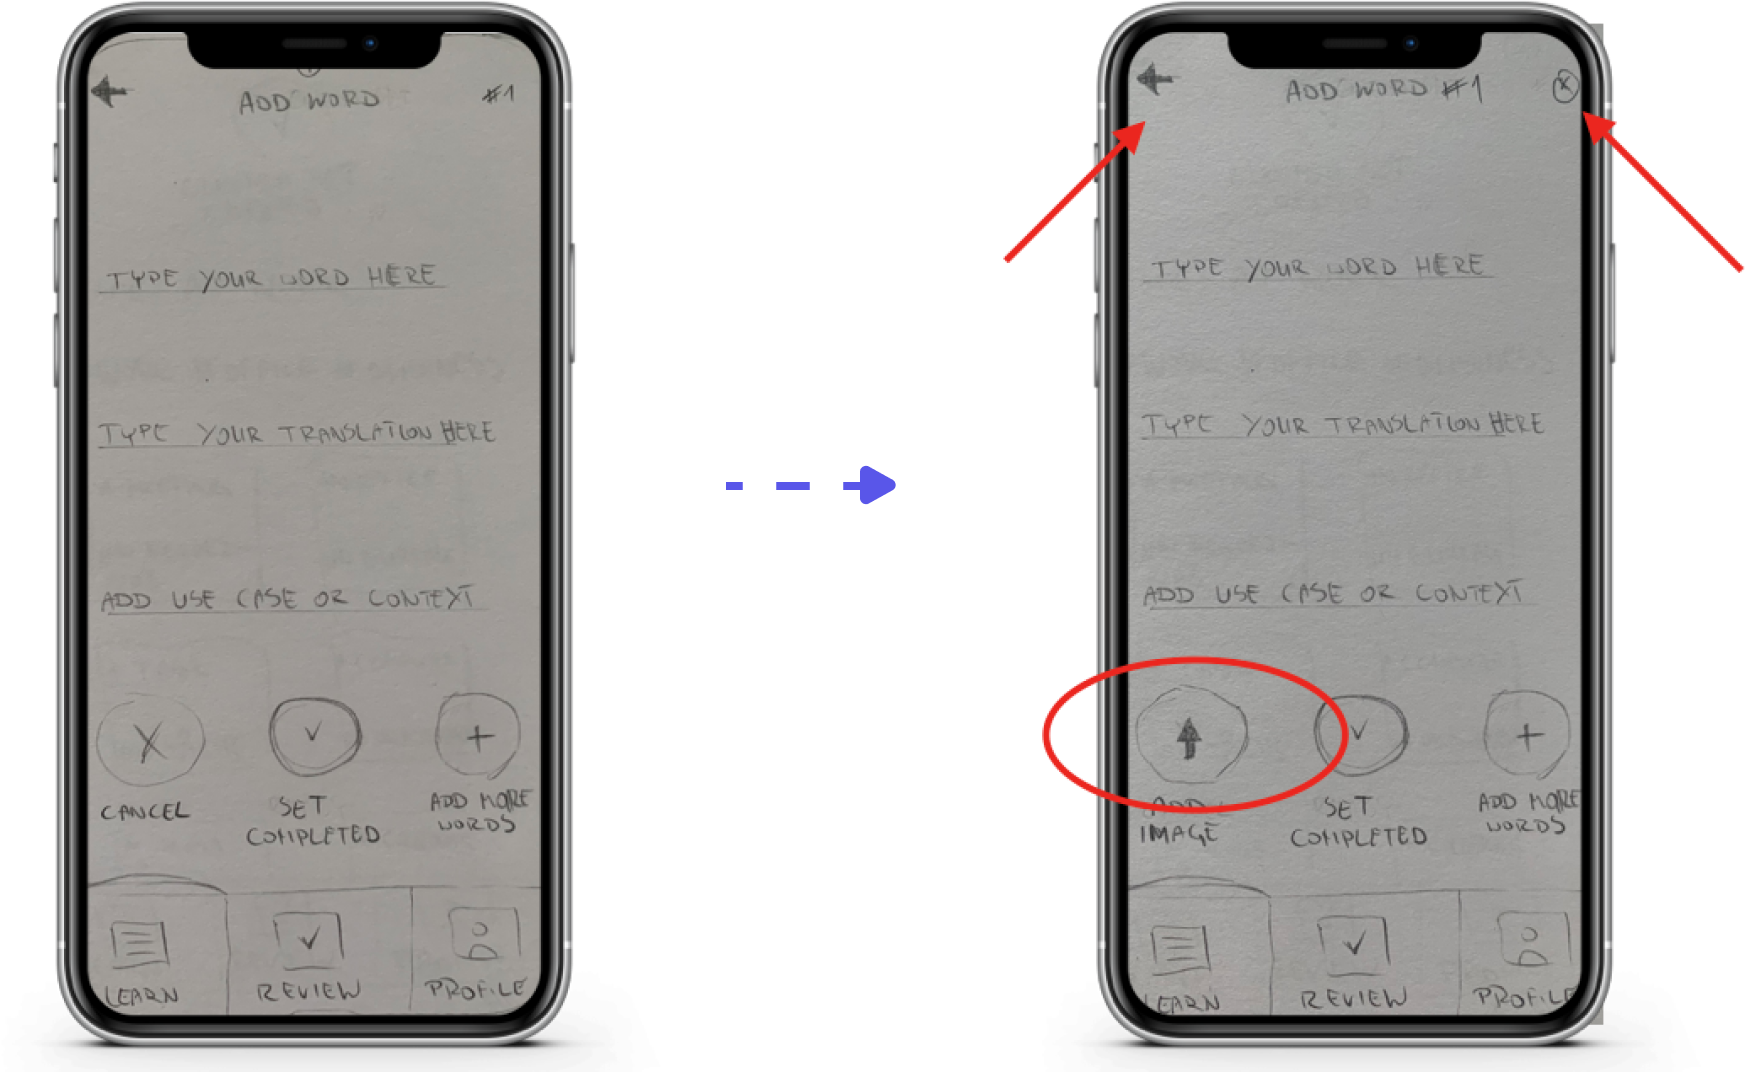 ADD WORD #1
TYPE YOUR WORD HERE
TYPE YOUR TRANSLATION HERE
ADD USE CASE OR CONTEXT
X
✓
+
CANCEL
SET
COMPLETED
ADD MORE
WORDS
LEARN
REVIEW
PROFILE
ADD WORD #1
X
TYPE YOUR WORD HERE
TYPE YOUR TRANSLATION HERE
ADD USE CASE OR CONTEXT
✓
+
IMAGE
SET
COMPLETED
ADD MORE
WORDS
LEARN
REVIEW
PROFILE